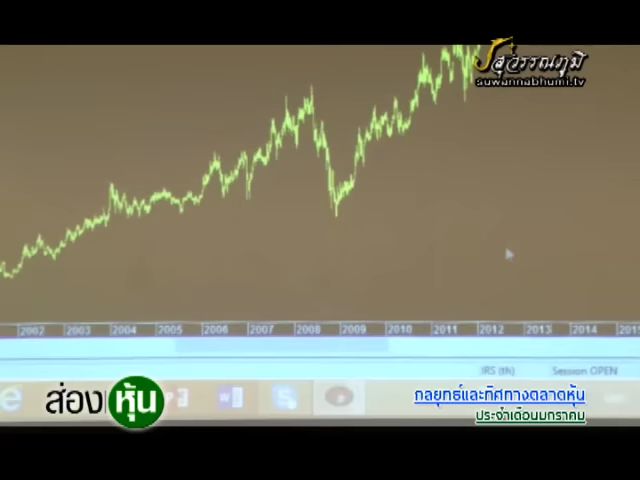 สุวรรณภูมิ
suwannabhumi.tv
2002 2003 2004 2005 2006 2007 2008 2009 2010 2011 2012 2013 2014 2015
Session OPEN
ส่อง หุ้น
กลยุทธ์และทิศทางตลาดหุ้น
ประจำเดือนมกราคม